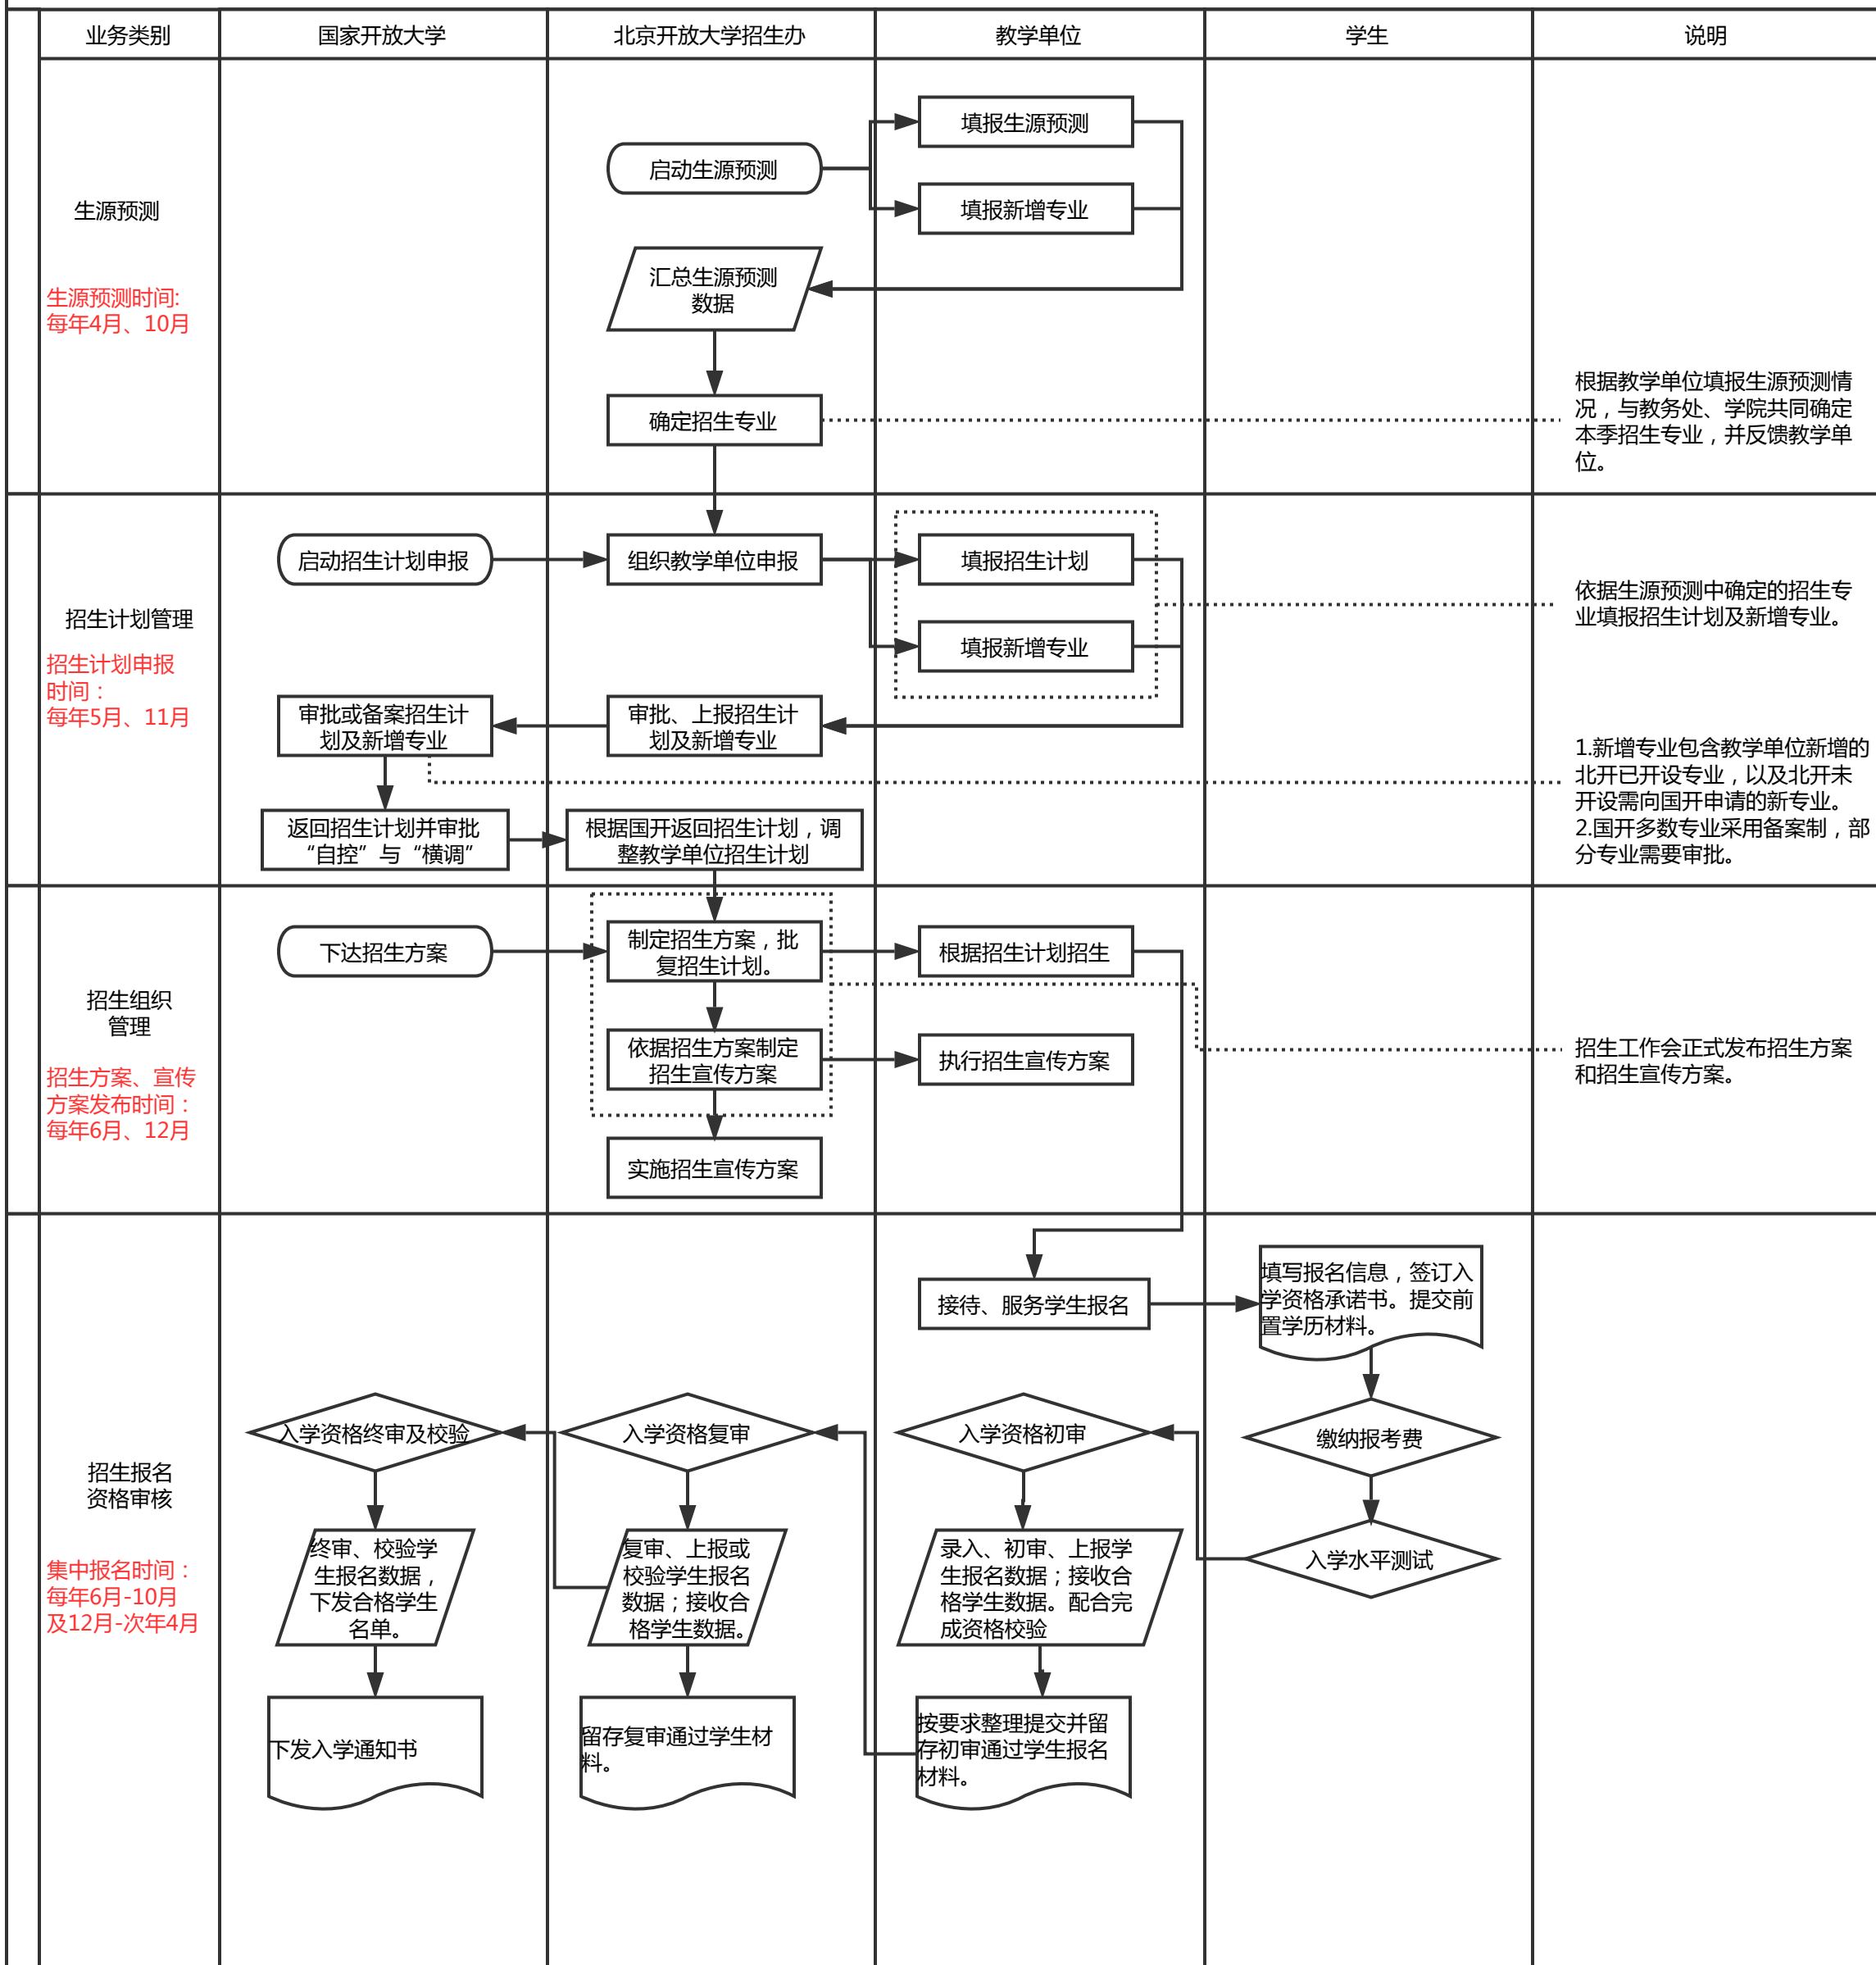 业务类别
国家开放大学
北京开放大学招生办
教学单位
学生
说明
生源预测
生源预测时间:
每年4月、10月
启动生源预测
填报生源预测
填报新增专业
汇总生源预测
数据
确定招生专业
根据教学单位填报生源预测情
况，与教务处、学院共同确定
本季招生专业，并反馈教学单
位。
招生计划管理
招生计划申报
时间：
每年5月、11月
启动招生计划申报
组织教学单位申报
填报招生计划
填报新增专业
依据生源预测中确定的招生专
业填报招生计划及新增专业。
审批或备案招生计
划及新增专业
审批、上报招生计
划及新增专业
返回招生计划并审批
“自控”与“横调”
根据国开返回招生计划，调
整教学单位招生计划
1.新增专业包含教学单位新增的
北开已开设专业，以及北开未
开设需向国开申请的新专业。
2.国开多数专业采用备案制，部
分专业需要审批。
招生组织
管理
招生方案、宣传
方案发布时间：
每年6月、12月
下达招生方案
制定招生方案，批
复招生计划。
根据招生计划招生
依据招生方案制定
招生宣传方案
执行招生宣传方案
实施招生宣传方案
招生工作会正式发布招生方案
和招生宣传方案。
招生报名
资格审核
集中报名时间：
每年6月-10月
及12月-次年4月
接待、服务学生报名
填写报名信息，签订入
学资格承诺书。提交前
置学历材料。
缴纳报考费
入学水平测试
入学资格终审及校验
入学资格复审
入学资格初审
终审、校验学
生报名数据，
下发合格学生
名单。
复审、上报或
校验学生报名
数据；接收合
格学生数据。
录入、初审、上报学
生报名数据；接收合
格学生数据。配合完
成资格校验
下发入学通知书
留存复审通过学生材
料。
按要求整理提交并留
存初审通过学生报名
材料。